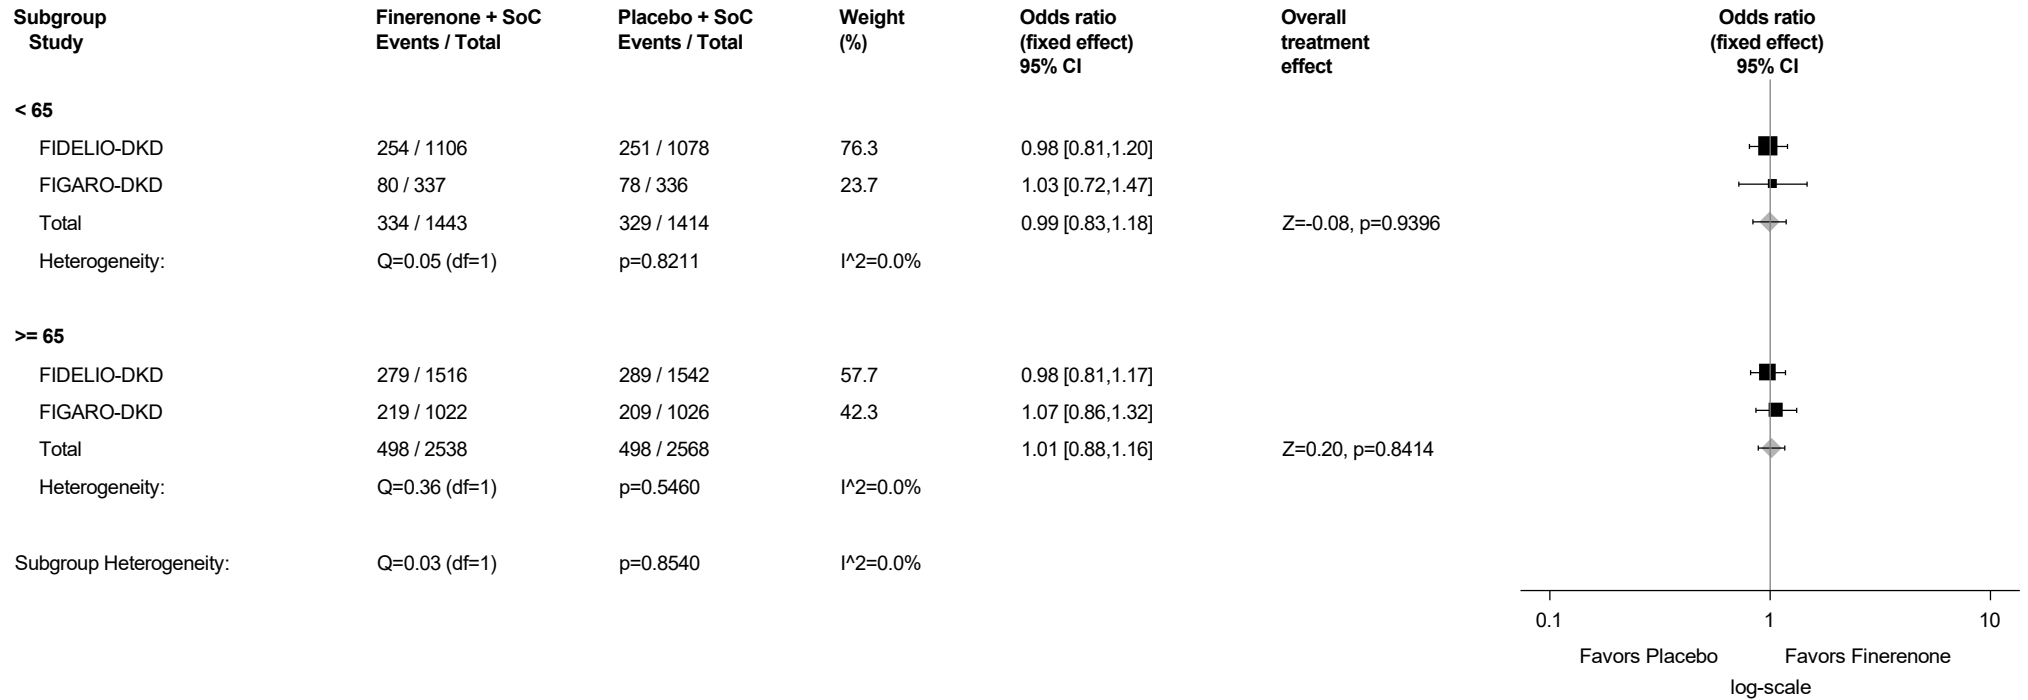 Subgroup Finerenone + SoC Placebo + SoC Weight Odds ratio Overall Odds ratio
Study Events / Total Events / Total (%) (fixed effect) treatment (fixed effect)
95% CI effect 95% CI
< 65
FIDELIO-DKD 254 / 1106 251 / 1078 76.3 0.98 [0.81,1.20]
FIGARO-DKD 80 / 337 78 / 336 23.7 1.03 [0.72,1.47]
Total 334 / 1443 329 / 1414 0.99 [0.83,1.18] Z=-0.08, p=0.9396
Heterogeneity: Q=0.05 (df=1) p=0.8211 I^2=0.0%
>= 65
FIDELIO-DKD 279 / 1516 289 / 1542 57.7 0.98 [0.81,1.17]
FIGARO-DKD 219 / 1022 209 / 1026 42.3 1.07 [0.86,1.32]
Total 498 / 2538 498 / 2568 1.01 [0.88,1.16] Z=0.20, p=0.8414
Heterogeneity: Q=0.36 (df=1) p=0.5460 I^2=0.0%
Subgroup Heterogeneity: Q=0.03 (df=1) p=0.8540 I^2=0.0%
0.1 1 10
Favors Placebo Favors Finerenone
log-scale